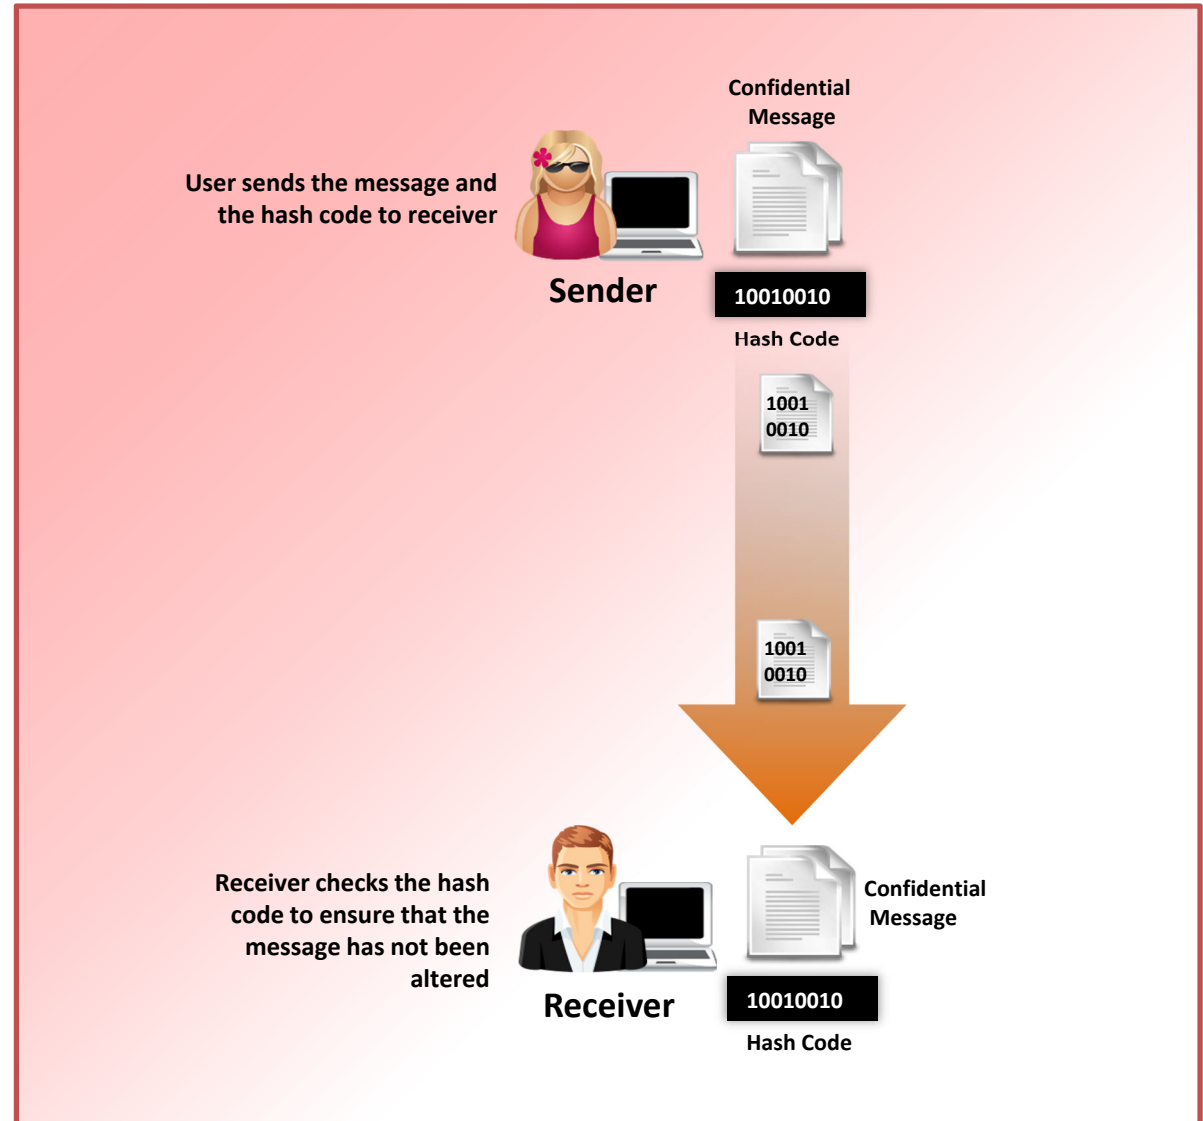 Confidential
Message
User sends the message and
the hash code to receiver
Sender
10010010
Hash Code
1001
0010
1001
0010
Receiver checks the hash
code to ensure that the
message has not been
altered
Confidential
Message
Receiver
10010010
Hash Code